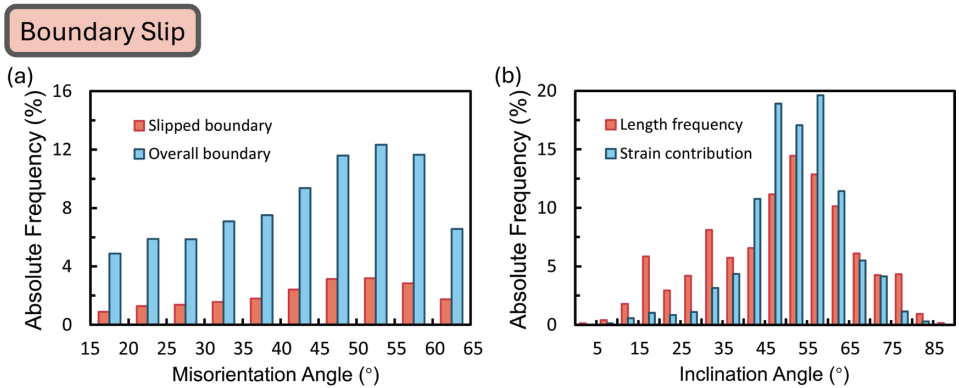 Boundary Slip
(a)
Absolute Frequency (%)
16
12
8
4
0
Slipped boundary
Overall boundary
15 20 25 30 35 40 45 50 55 60 65
Misorientation Angle (°)
(b)
Absolute Frequency (%)
20
15
10
5
0
Length frequency
Strain contribution
5 15 25 35 45 55 65 75 85
Inclination Angle (°)